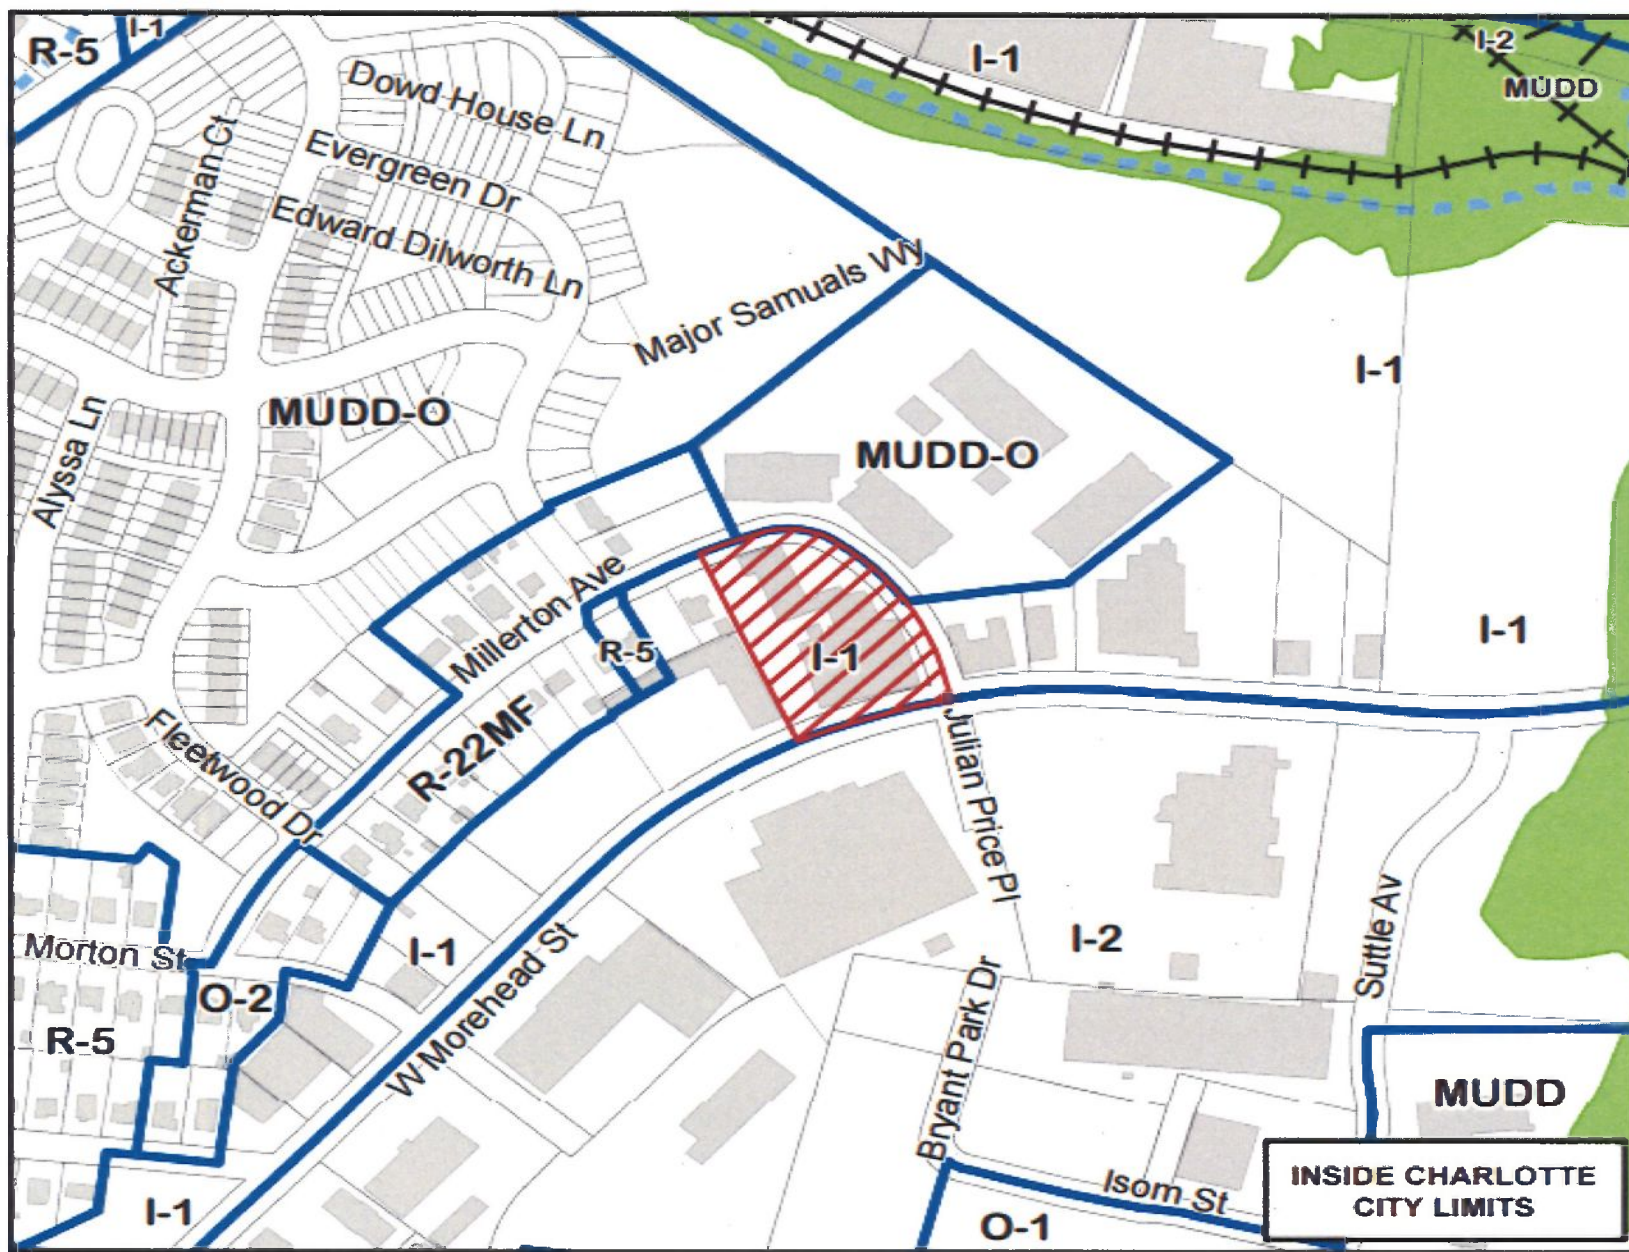 I-1
R-5
I-1
I-2
MUDD
Dowd House Ln
Ackerman Ct
Evergreen Dr
Edward Dilworth Ln
Major Samuals Wy
I-1
Alyssa Ln
MUDD-O
MUDD-O
Millerton Ave
R-5
I-1
I-1
Fleetwood Dr
R-22MF
Julian Price Pl
Morton St
O-2
I-1
W Morehead St
I-2
Suttle Av
R-5
Bryant Park Dr
MUDD
Isom St
I-1
O-1
INSIDE CHARLOTTE
CITY LIMITS